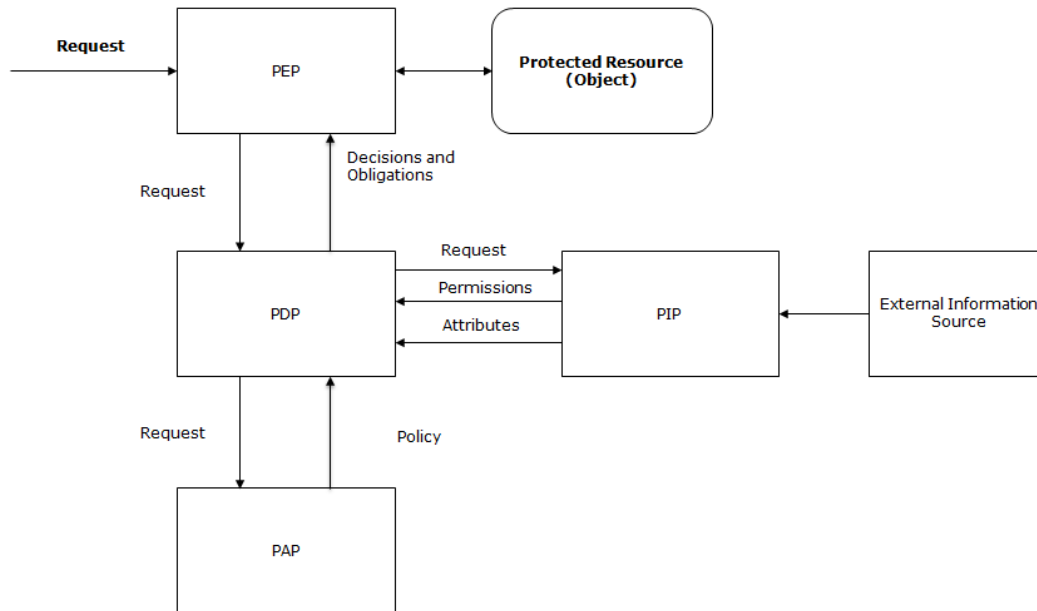 Request
PEP
Protected Resource
(Object)
Decisions and
Obligations
Request
Request
PDP
Permissions
PIP
External Information
Source
Attributes
Request
Policy
PAP